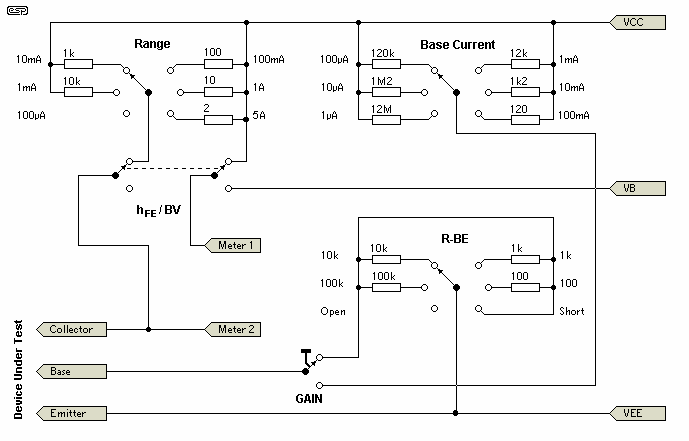 esp
VCC
Range
Base Current
10mA
1k
100
100mA
100µA
120k
12k
1mA
1mA
10k
10
1A
10µA
1M2
1k2
10mA
100µA
2
5A
1µA
12M
120
100mA
hFE / BV
VB
Meter 1
R-BE
10k
10k
1k
1k
100k
100k
100
100
Open
Short
Device Under Test
Collector
Meter 2
Base
GAIN
Emitter
VEE